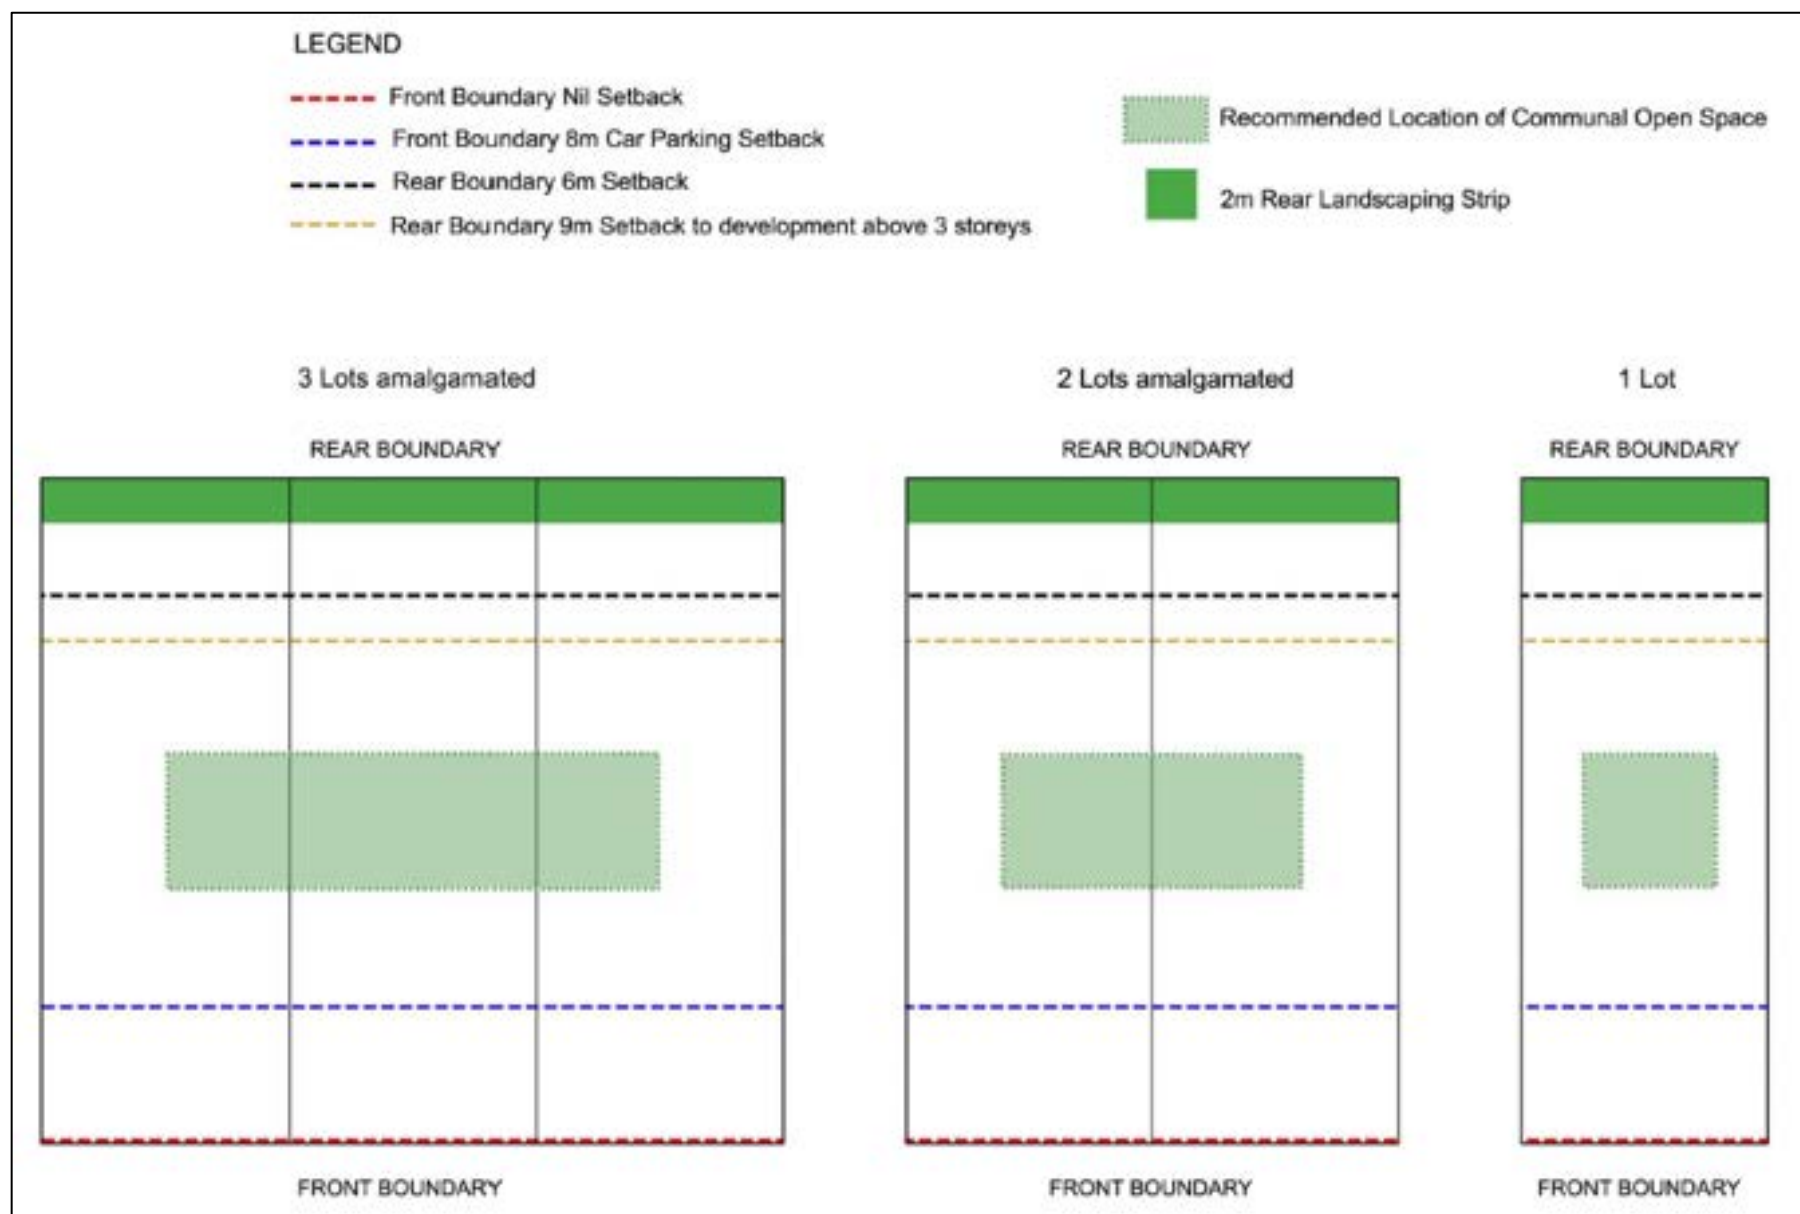 LEGEND
Front Boundary Nil Setback
Front Boundary 8m Car Parking Setback
Rear Boundary 6m Setback
Rear Boundary 9m Setback to development above 3 storeys
Recommended Location of Communal Open Space
2m Rear Landscaping Strip
3 Lots amalgamated
REAR BOUNDARY
FRONT BOUNDARY
2 Lots amalgamated
REAR BOUNDARY
FRONT BOUNDARY
1 Lot
REAR BOUNDARY
FRONT BOUNDARY